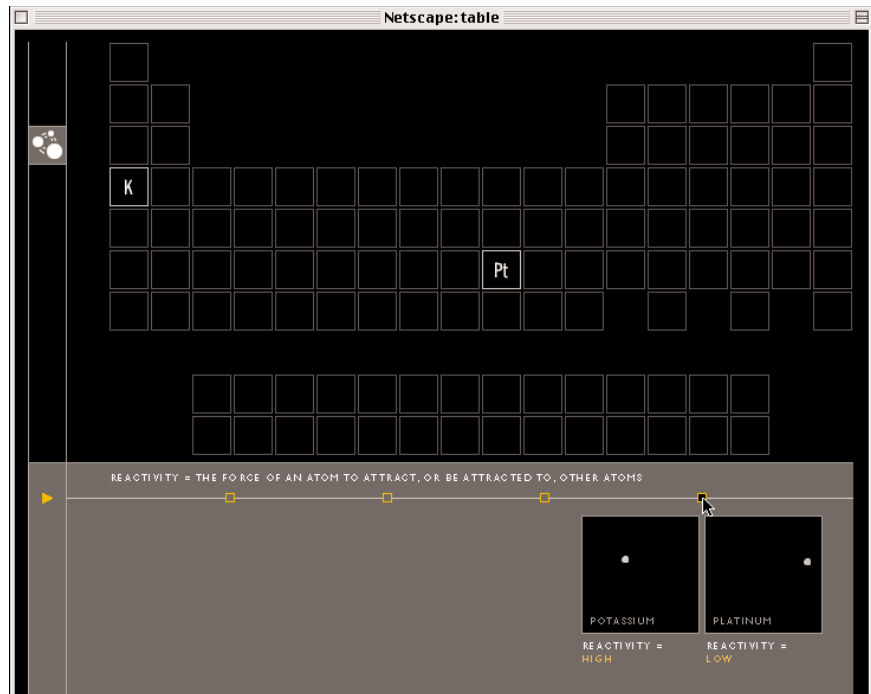 Netscape: table
K
Pt
REACTIVITY = THE FORCE OF AN ATOM TO ATTRACT, OR BE ATTRACTED TO, OTHER ATOMS
POTASSIUM
PLATINUM
REACTIVITY =
HIGH
REACTIVITY =
LOW